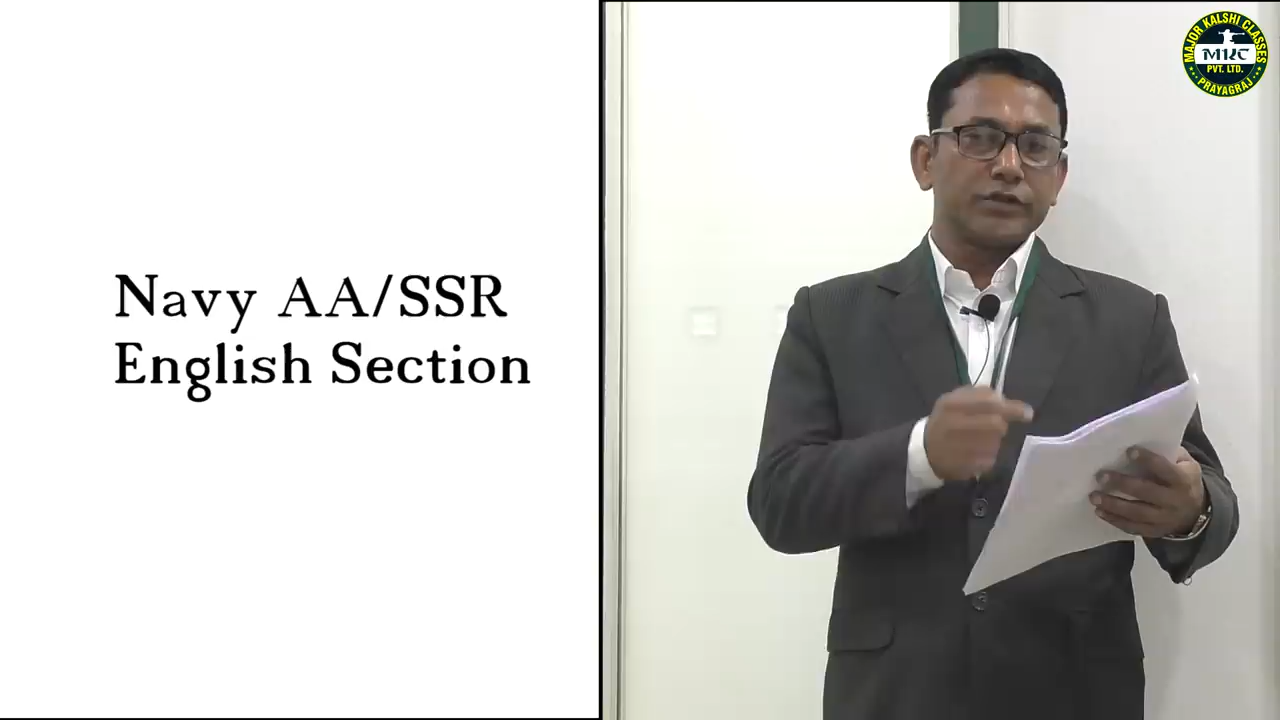 Navy AA/SSR
English Section
MAJOR KALSHI CLASSES
MKC
PVT. LTD.
PRAYAGRAJ